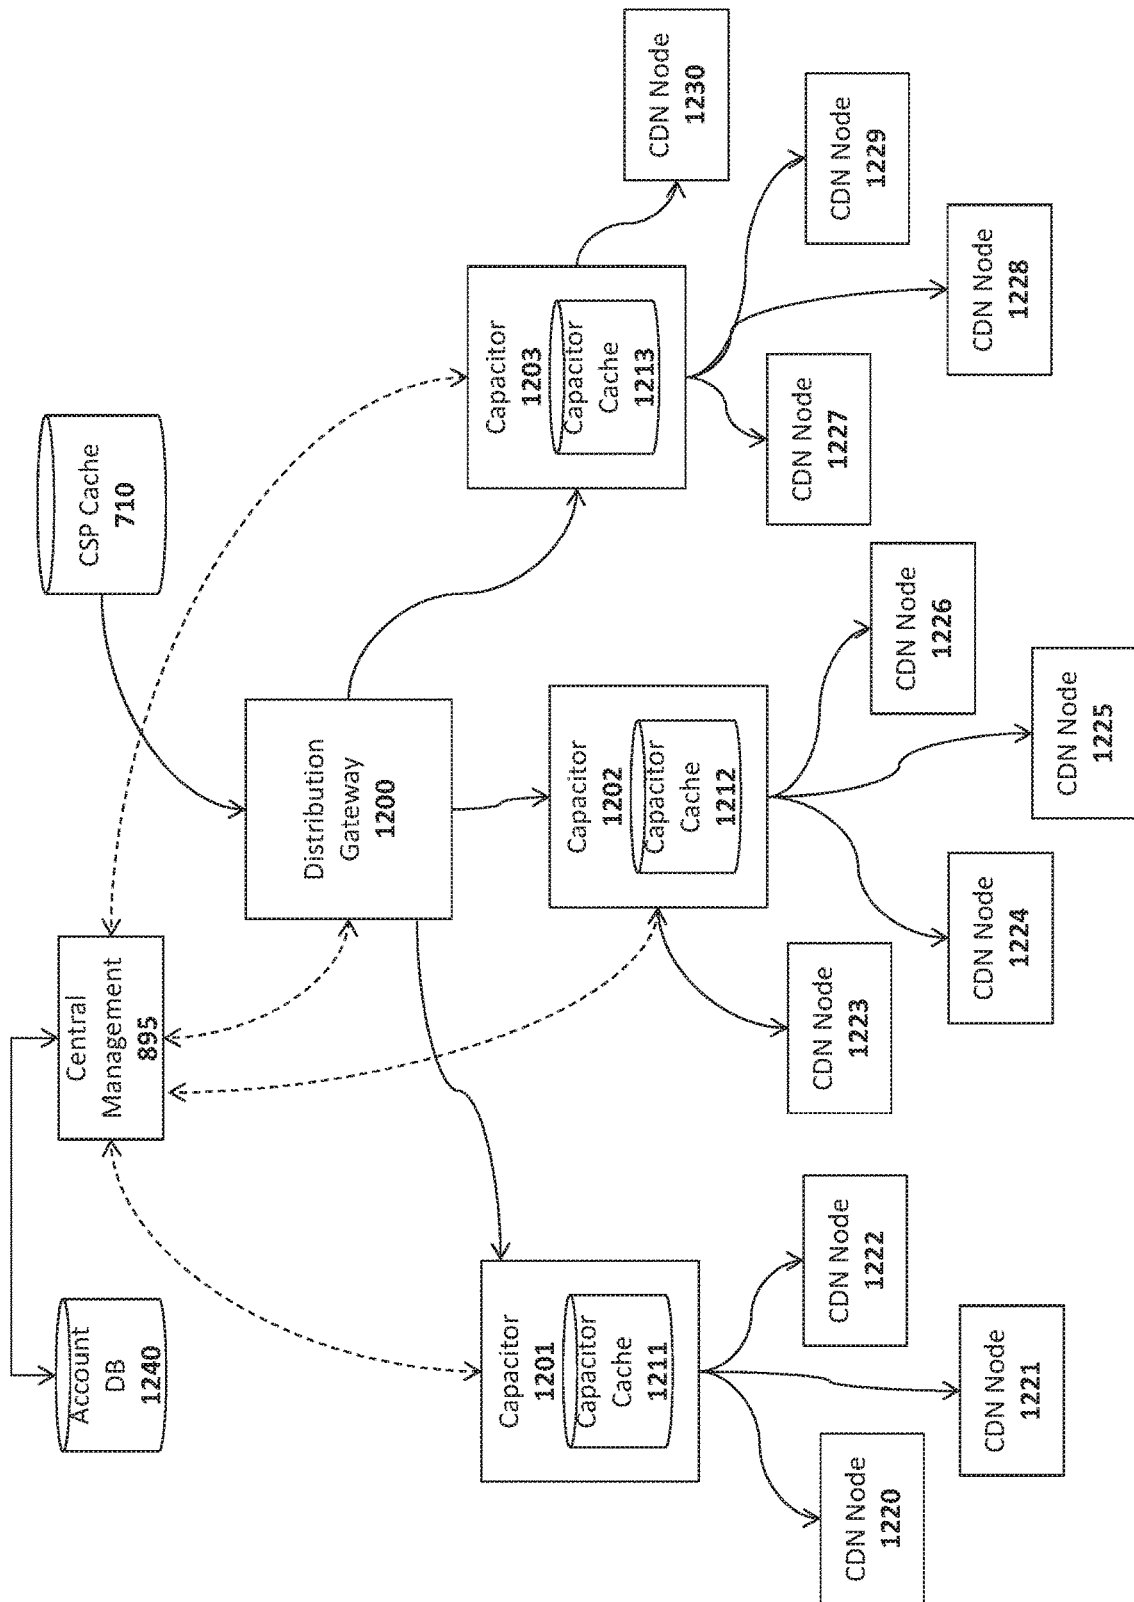 Account
DB
1240
Central
Management
895
CSP Cache
710
Distribution
Gateway
1200
Capacitor
1201
Capacitor
Cache
1211
Capacitor
1202
Capacitor
Cache
1212
Capacitor
1203
Capacitor
Cache
1213
CDN Node
1220
CDN Node
1221
CDN Node
1222
CDN Node
1223
CDN Node
1224
CDN Node
1225
CDN Node
1226
CDN Node
1227
CDN Node
1228
CDN Node
1229
CDN Node
1230